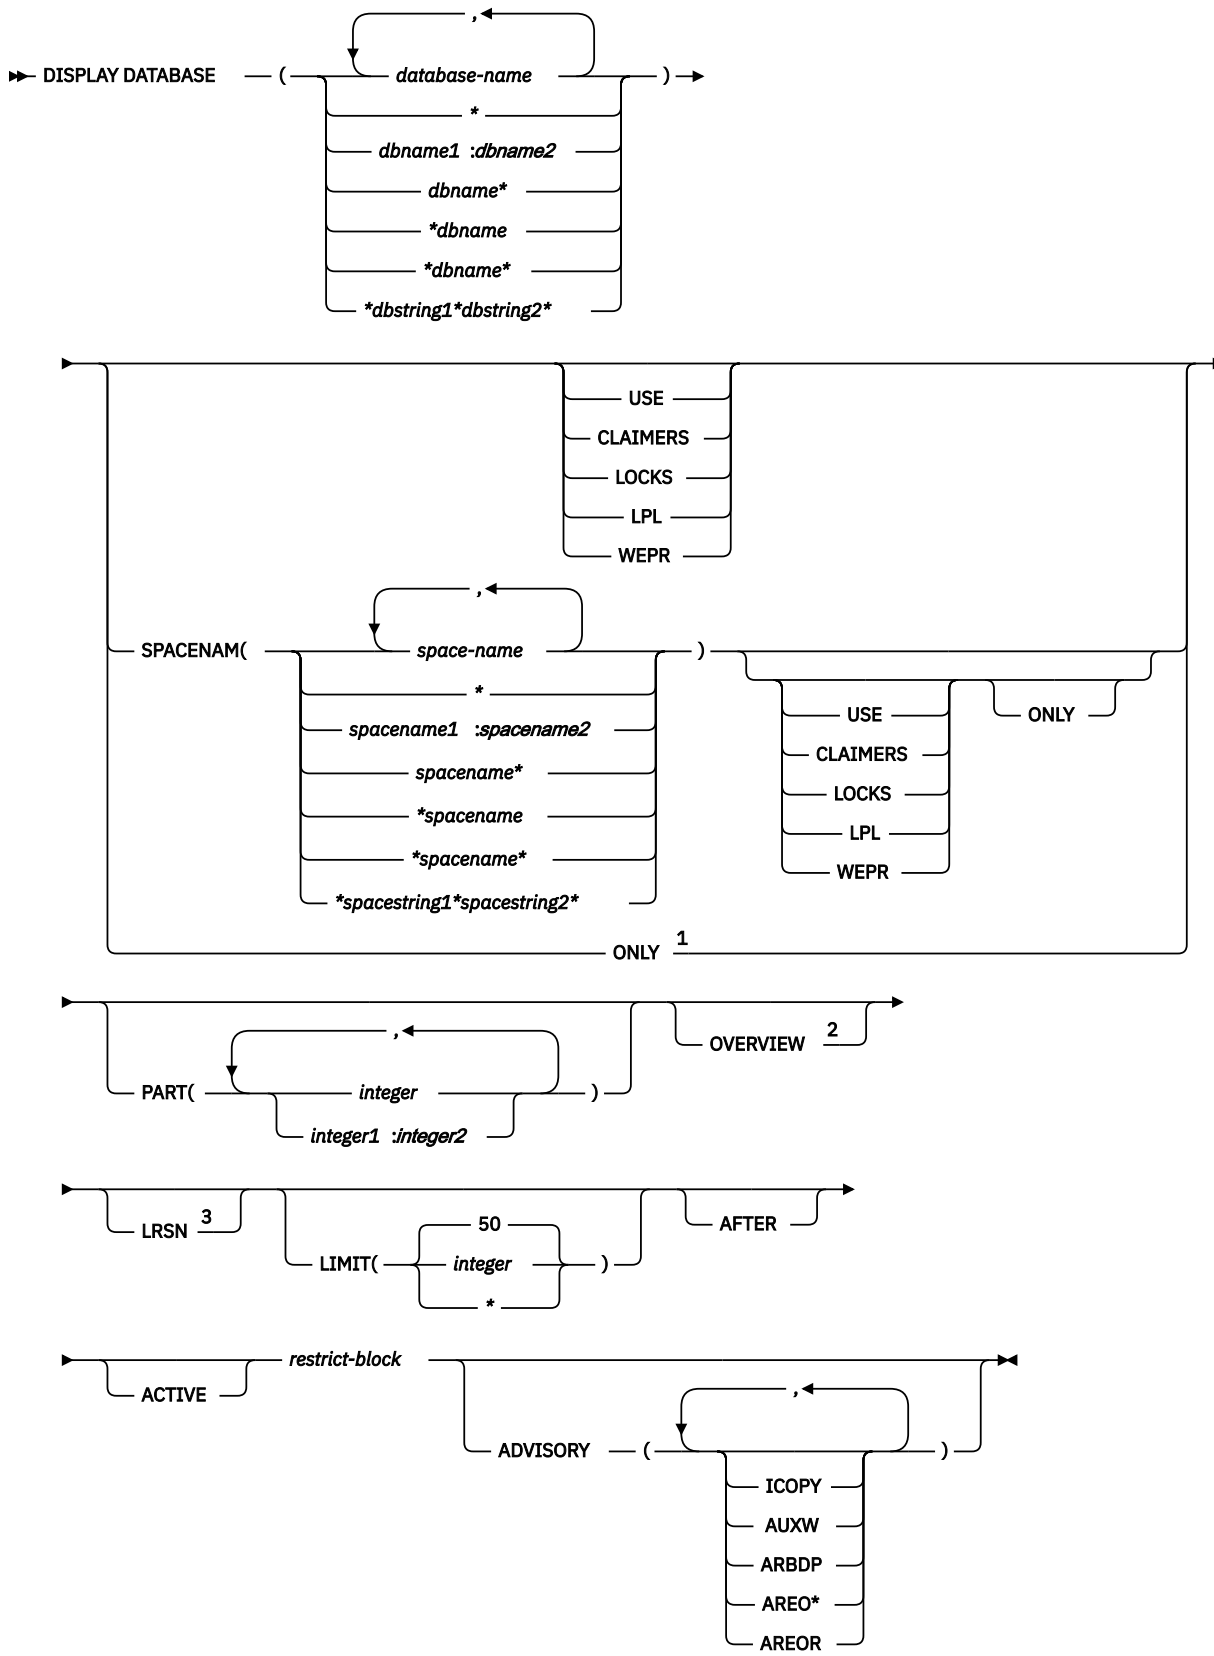 ,
DISPLAY DATABASE ( database-name )
*
dbname1 :dbname2
dbname*
*dbname
*dbname*
*dbstring1*dbstring2*
USE
CLAIMERS
LOCKS
LPL
WEPR
,
SPACENAM( space-name )
*
spacename1 :spacename2
spacename*
*spacename
*spacename*
*spacestring1*spacestring2*
USE ONLY
CLAIMERS
LOCKS
LPL
WEPR
ONLY 1
,
PART( integer )
integer1 :integer2
OVERVIEW 2
LRSN 3
LIMIT( 50
integer )
*
AFTER
ACTIVE
restrict-block
,
ADVISORY ( )
ICOPY
AUXW
ARBDP
AREO*
AREOR